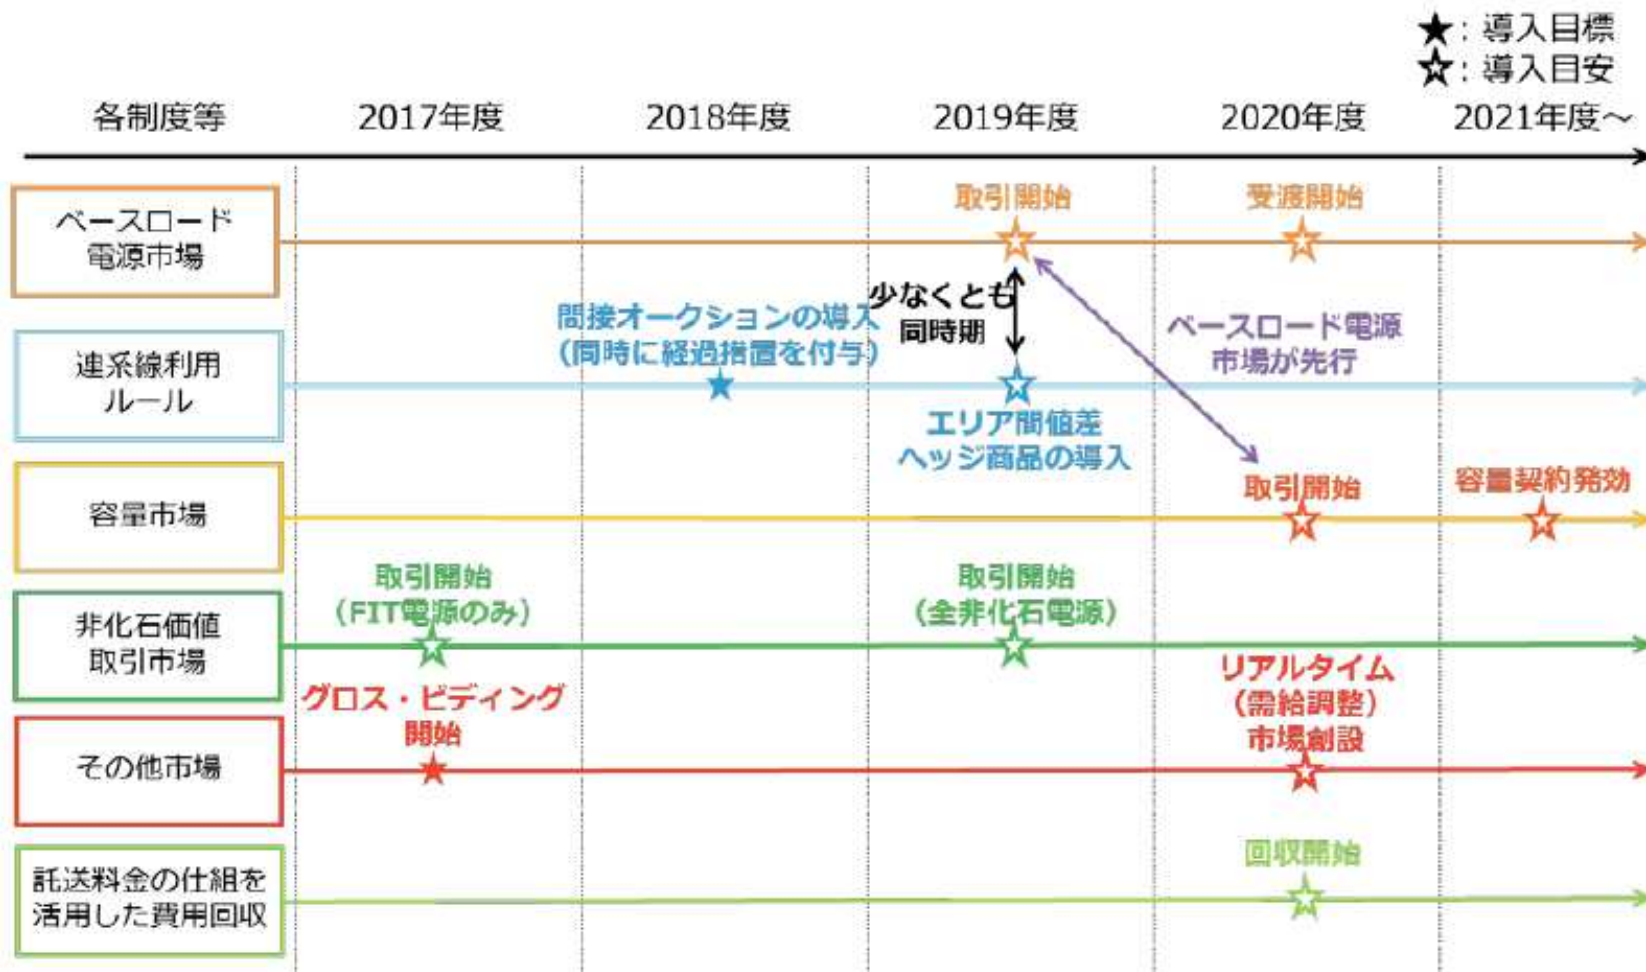 ★：導入目標
☆：導入目安
各制度等 2017年度 2018年度 2019年度 2020年度 2021年度～
ベースロード
電源市場
取引開始
受渡開始
少なくとも
同時期
ベースロード電源
市場が先行
連系線利用
ルール
間接オークションの導入
（同時に経過措置を付与）
エリア間値差
ヘッジ商品の導入
容量市場
取引開始
容量契約発効
非化石価値
取引市場
取引開始
（FIT電源のみ）
取引開始
（全非化石電源）
その他市場
グロス・ビディング
開始
リアルタイム
（需給調整）
市場創設
託送料金の仕組を
活用した費用回収
回収開始